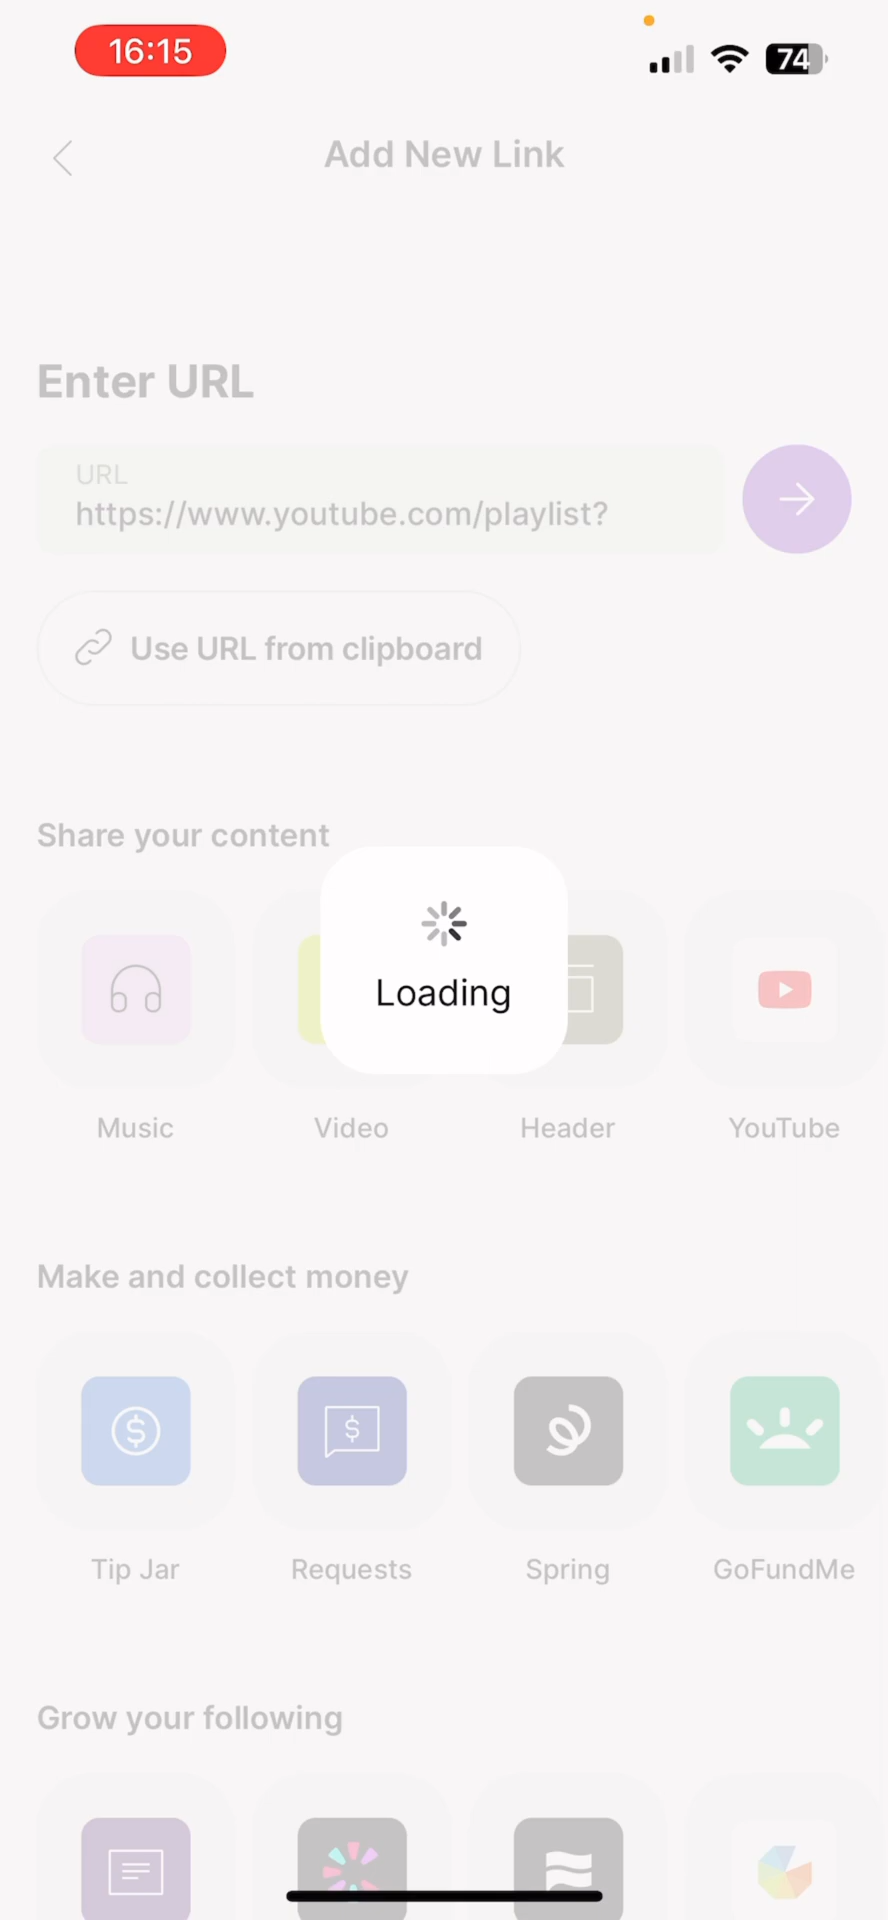 16:15
74
Add New Link
Enter URL
URL
https://www.youtube.com/playlist?
Use URL from clipboard
Share your content
Loading
Music
Video
Header
YouTube
Make and collect money
$
$
Tip Jar
Requests
Spring
GoFundMe
Grow your following